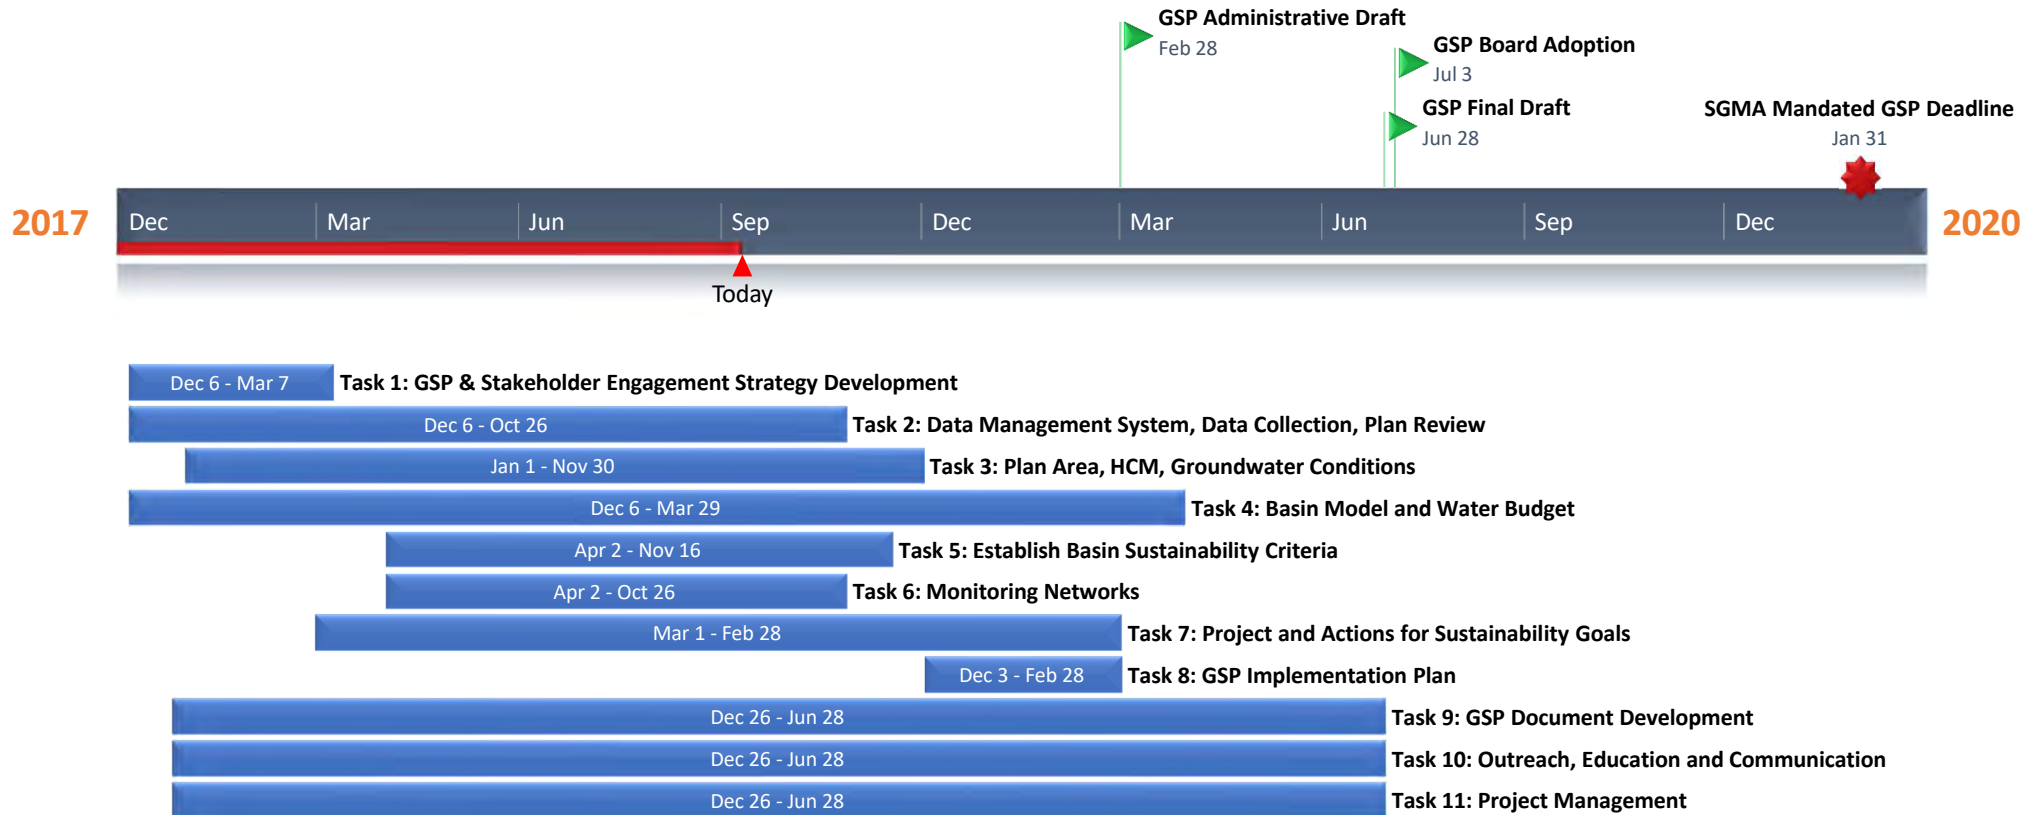 GSP Administrative Draft
Feb 28
GSP Board Adoption
Jul 3
GSP Final Draft
Jun 28
SGMA Mandated GSP Deadline
Jan 31
2017 Dec Mar Jun Sep Dec Mar Jun Sep Dec 2020
Today
Dec 6 - Mar 7 Task 1: GSP & Stakeholder Engagement Strategy Development
Dec 6 - Oct 26 Task 2: Data Management System, Data Collection, Plan Review
Jan 1 - Nov 30 Task 3: Plan Area, HCM, Groundwater Conditions
Dec 6 - Mar 29 Task 4: Basin Model and Water Budget
Apr 2 - Nov 16 Task 5: Establish Basin Sustainability Criteria
Apr 2 - Oct 26 Task 6: Monitoring Networks
Mar 1 - Feb 28 Task 7: Project and Actions for Sustainability Goals
Dec 3 - Feb 28 Task 8: GSP Implementation Plan
Dec 26 - Jun 28 Task 9: GSP Document Development
Dec 26 - Jun 28 Task 10: Outreach, Education and Communication
Dec 26 - Jun 28 Task 11: Project Management